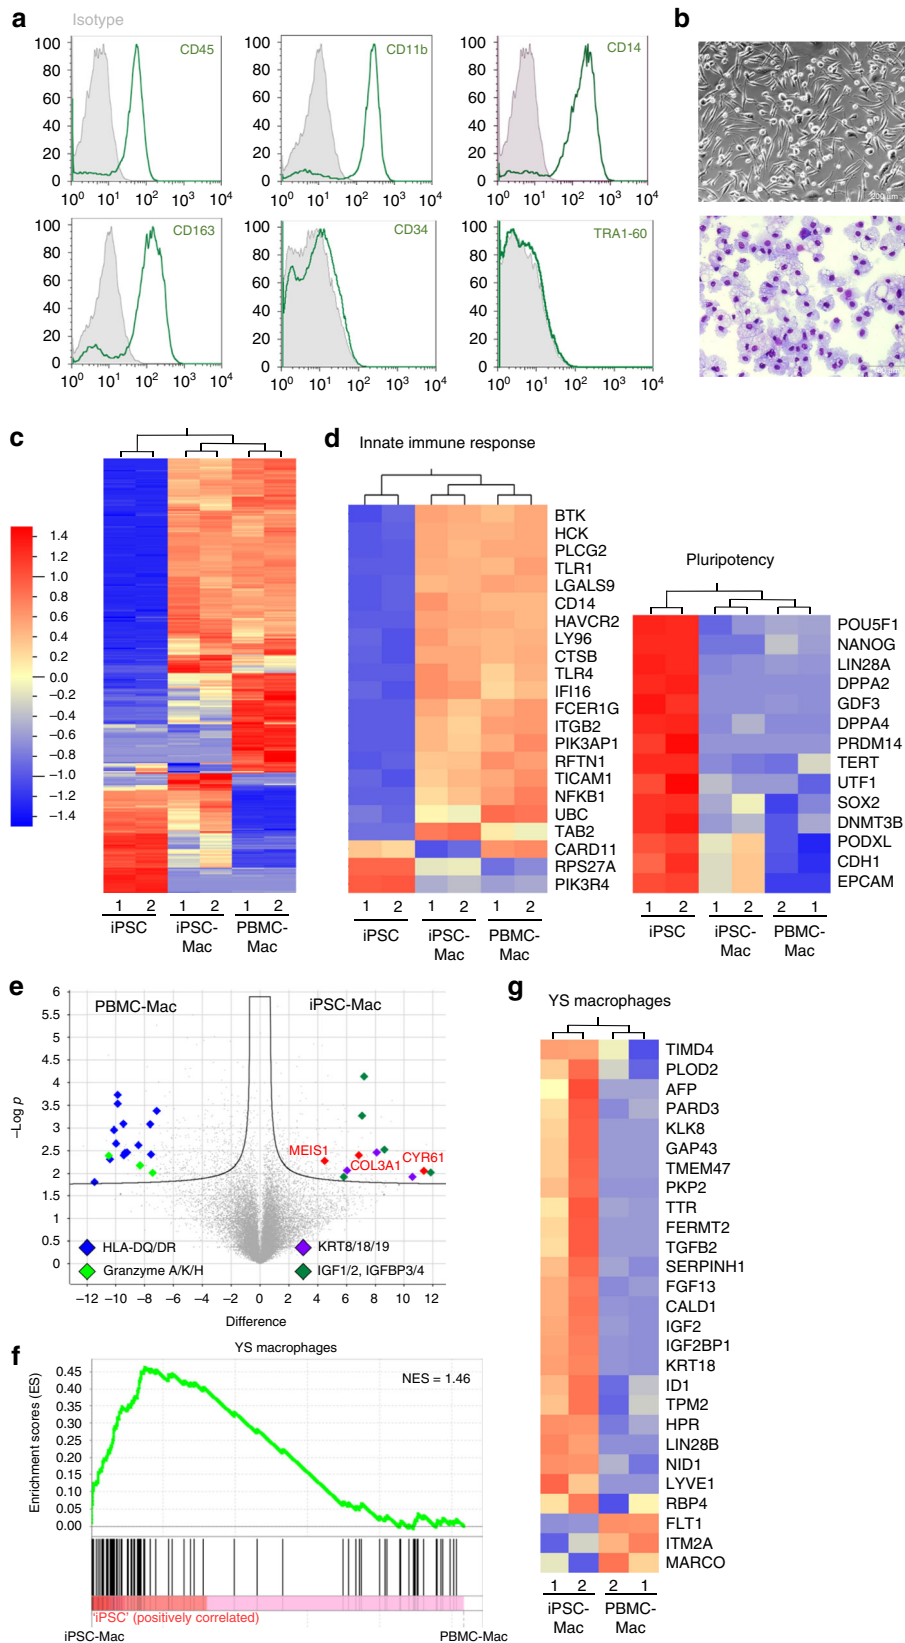 a
Isotype
CD45
100
80
60
40
20
0
10⁰ 10¹ 10² 10³ 10⁴
CD11b
100
80
60
40
20
0
10⁰ 10¹ 10² 10³ 10⁴
CD14
100
80
60
40
20
0
10⁰ 10¹ 10² 10³ 10⁴
CD163
100
80
60
40
20
0
10⁰ 10¹ 10² 10³ 10⁴
CD34
100
80
60
40
20
0
10⁰ 10¹ 10² 10³ 10⁴
TRA1-60
100
80
60
40
20
0
10⁰ 10¹ 10² 10³ 10⁴
b
200 µm
c
1.4
1.0
0.8
0.6
0.4
0.2
0.0
−0.2
−0.4
−0.6
−0.8
−1.0
−1.2
−1.4
1 2 1 2 1 2
iPSC iPSC-Mac PBMC-Mac
d
Innate immune response
BTK
HCK
PLCG2
TLR1
LGALS9
CD14
HAVCR2
LY96
CTSB
TLR4
IFI16
FCER1G
ITGB2
PIK3AP1
RFTN1
TICAM1
NFKB1
UBC
TAB2
CARD11
RPS27A
PIK3R4
1 2 1 2 1 2
iPSC iPSC-Mac PBMC-Mac
Pluripotency
POU5F1
NANOG
LIN28A
DPPA2
GDF3
DPPA4
PRDM14
TERT
UTF1
SOX2
DNMT3B
PODXL
CDH1
EPCAM
1 2 1 2 2 1
iPSC iPSC-Mac PBMC-Mac
e
PBMC-Mac
iPSC-Mac
−Log p
6
5.5
5
4.5
4
3.5
3
2.5
2
1.5
1
0.5
0
MEIS1
COL3A1
CYR61
HLA-DQ/DR
KRT8/18/19
Granzyme A/K/H
IGF1/2, IGFBP3/4
−12 −10 −8 −6 −4 −2 0 2 4 6 8 10 12
Difference
f
YS macrophages
NES = 1.46
Enrichment scores (ES)
0.45
0.40
0.35
0.30
0.25
0.20
0.15
0.10
0.05
0.00
'iPSC' (positively correlated)
iPSC-Mac
PBMC-Mac
g
YS macrophages
TIMD4
PLOD2
AFP
PARD3
KLK8
GAP43
TMEM47
PKP2
TTR
FERMT2
TGFB2
SERPINH1
FGF13
CALD1
IGF2
IGF2BP1
KRT18
ID1
TPM2
HPR
LIN28B
NID1
LYVE1
RBP4
FLT1
ITM2A
MARCO
1 2 2 1
iPSC-Mac PBMC-Mac